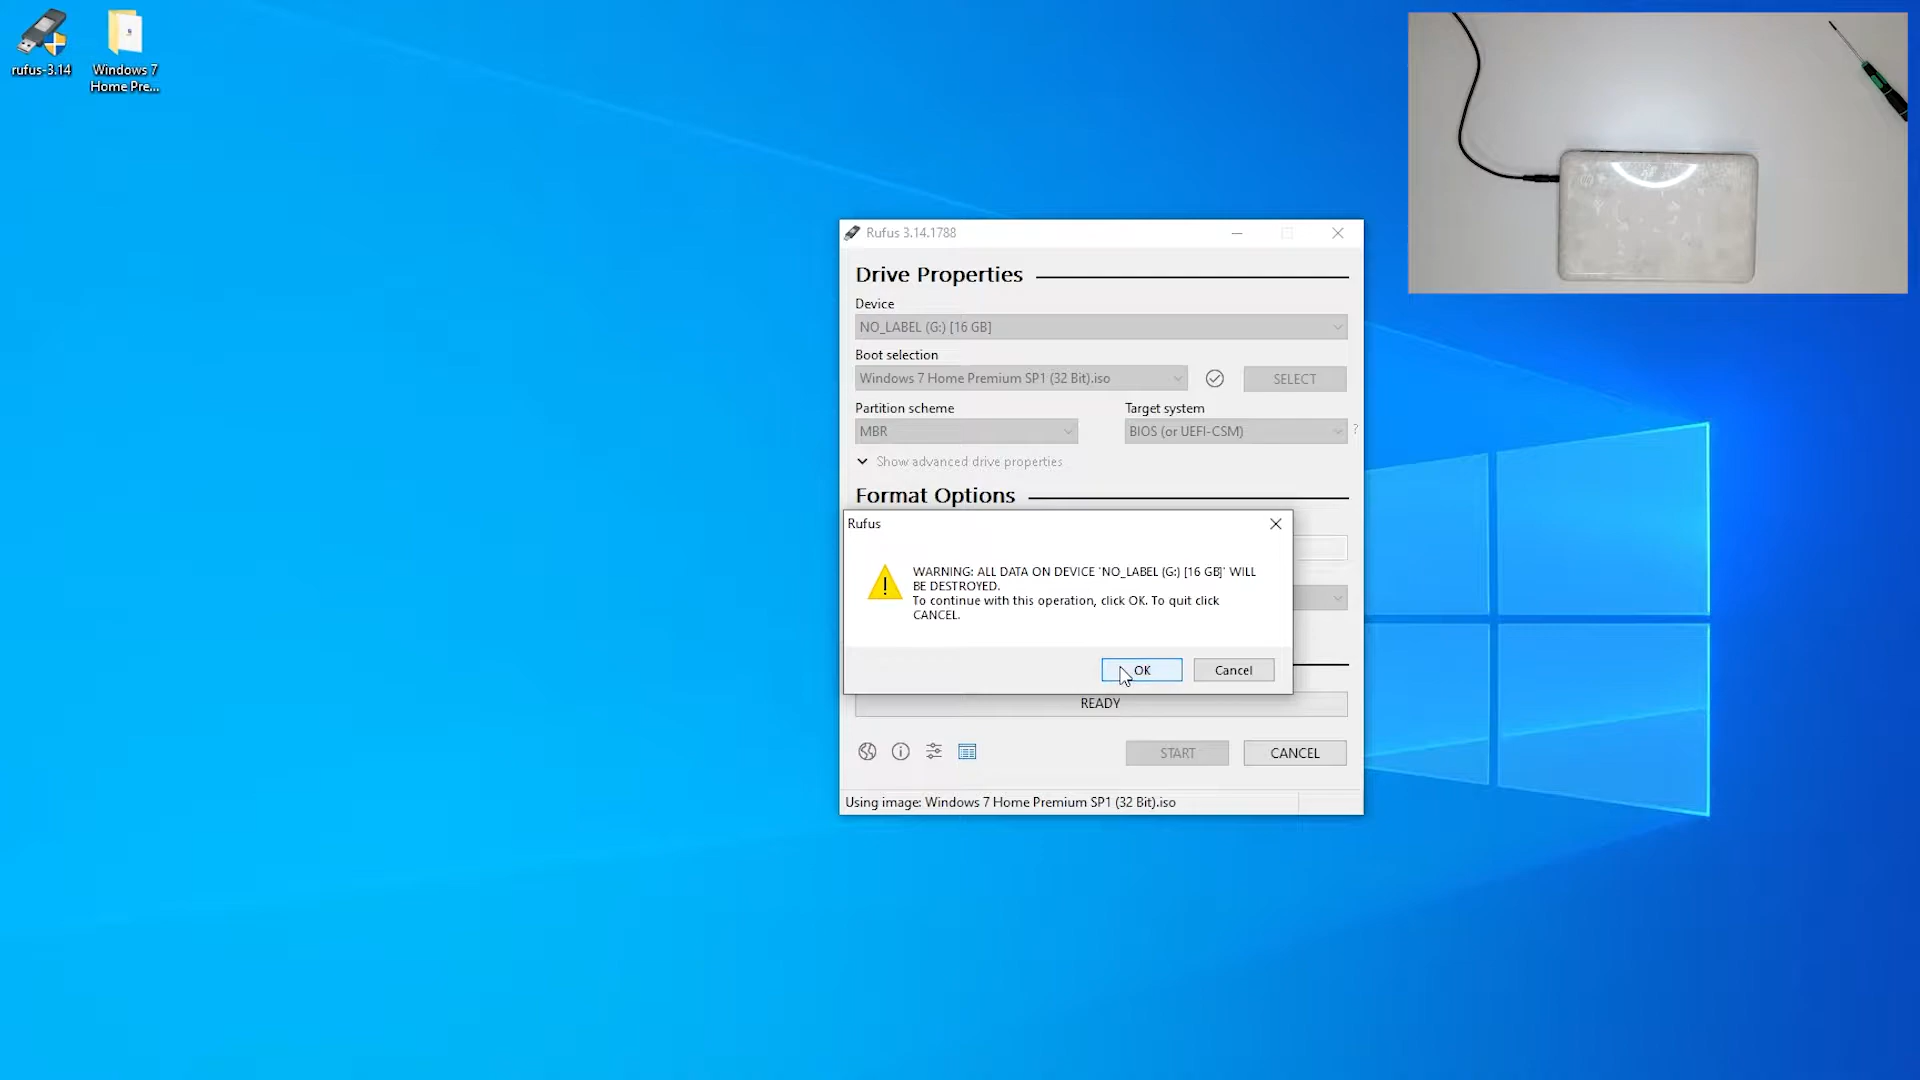 rufus-3.14
Windows 7
Home Pre...
Rufus 3.14.1788
Drive Properties
Device
NO_LABEL (G:) [16 GB]
Boot selection
Windows 7 Home Premium SP1 (32 Bit).iso
SELECT
Partition scheme
Target system
MBR
BIOS (or UEFI-CSM)
?
Show advanced drive properties
Format Options
Rufus
WARNING: ALL DATA ON DEVICE 'NO_LABEL (G:) [16 GB]' WILL
BE DESTROYED.
To continue with this operation, click OK. To quit click
CANCEL.
OK
Cancel
READY
START
CANCEL
Using image: Windows 7 Home Premium SP1 (32 Bit).iso
hp